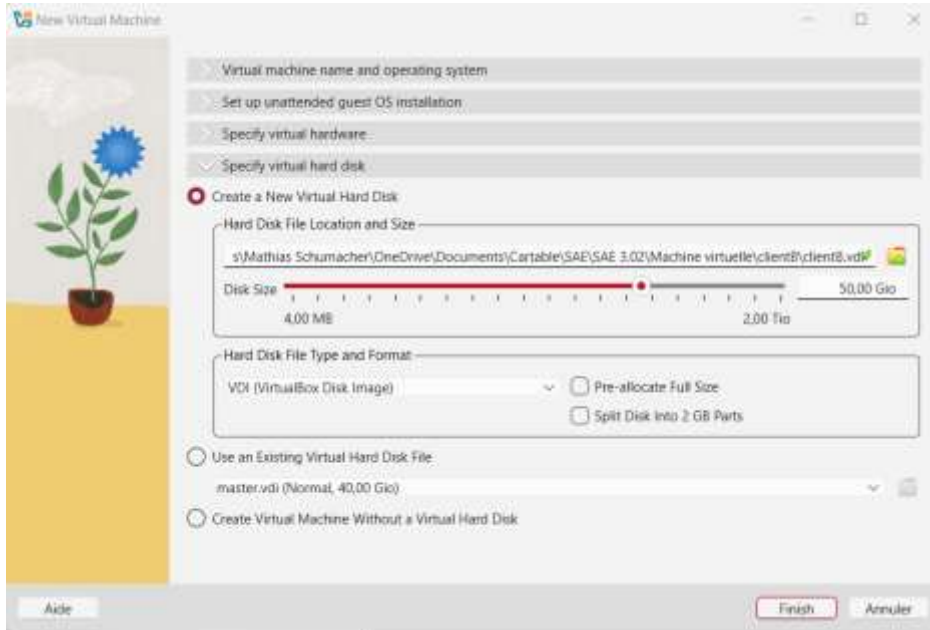 New Virtual Machine
Virtual machine name and operating system
Set up unattended guest OS installation
Specify virtual hardware
Specify virtual hard disk
Create a New Virtual Hard Disk
Hard Disk File Location and Size
s\Mathias Schumacher\OneDrive\Documents\Cartable\SAE\SAE 3.02\Machine virtuelle\client8\client8.vdi
Disk Size 50,00 Gio
4,00 MB 2,00 Tio
Hard Disk File Type and Format
VDI (VirtualBox Disk Image) Pre-allocate Full Size
Split Disk Into 2 GB Parts
Use an Existing Virtual Hard Disk File
master.vdi (Normal, 40,00 Gio)
Create Virtual Machine Without a Virtual Hard Disk
Aide Finish Annuler